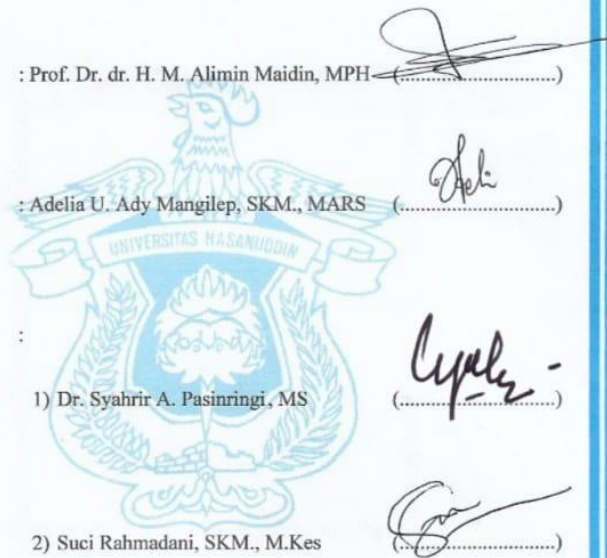 : Prof. Dr. dr. H. M. Alimin Maidin, MPH (..............................)
: Adelia U. Ady Mangilep, SKM., MARS (..............................)
UNIVERSITAS HASANUDDIN
:
1) Dr. Syahrir A. Pasinringi, MS (..............................)
2) Suci Rahmadani, SKM., M.Kes (..............................)